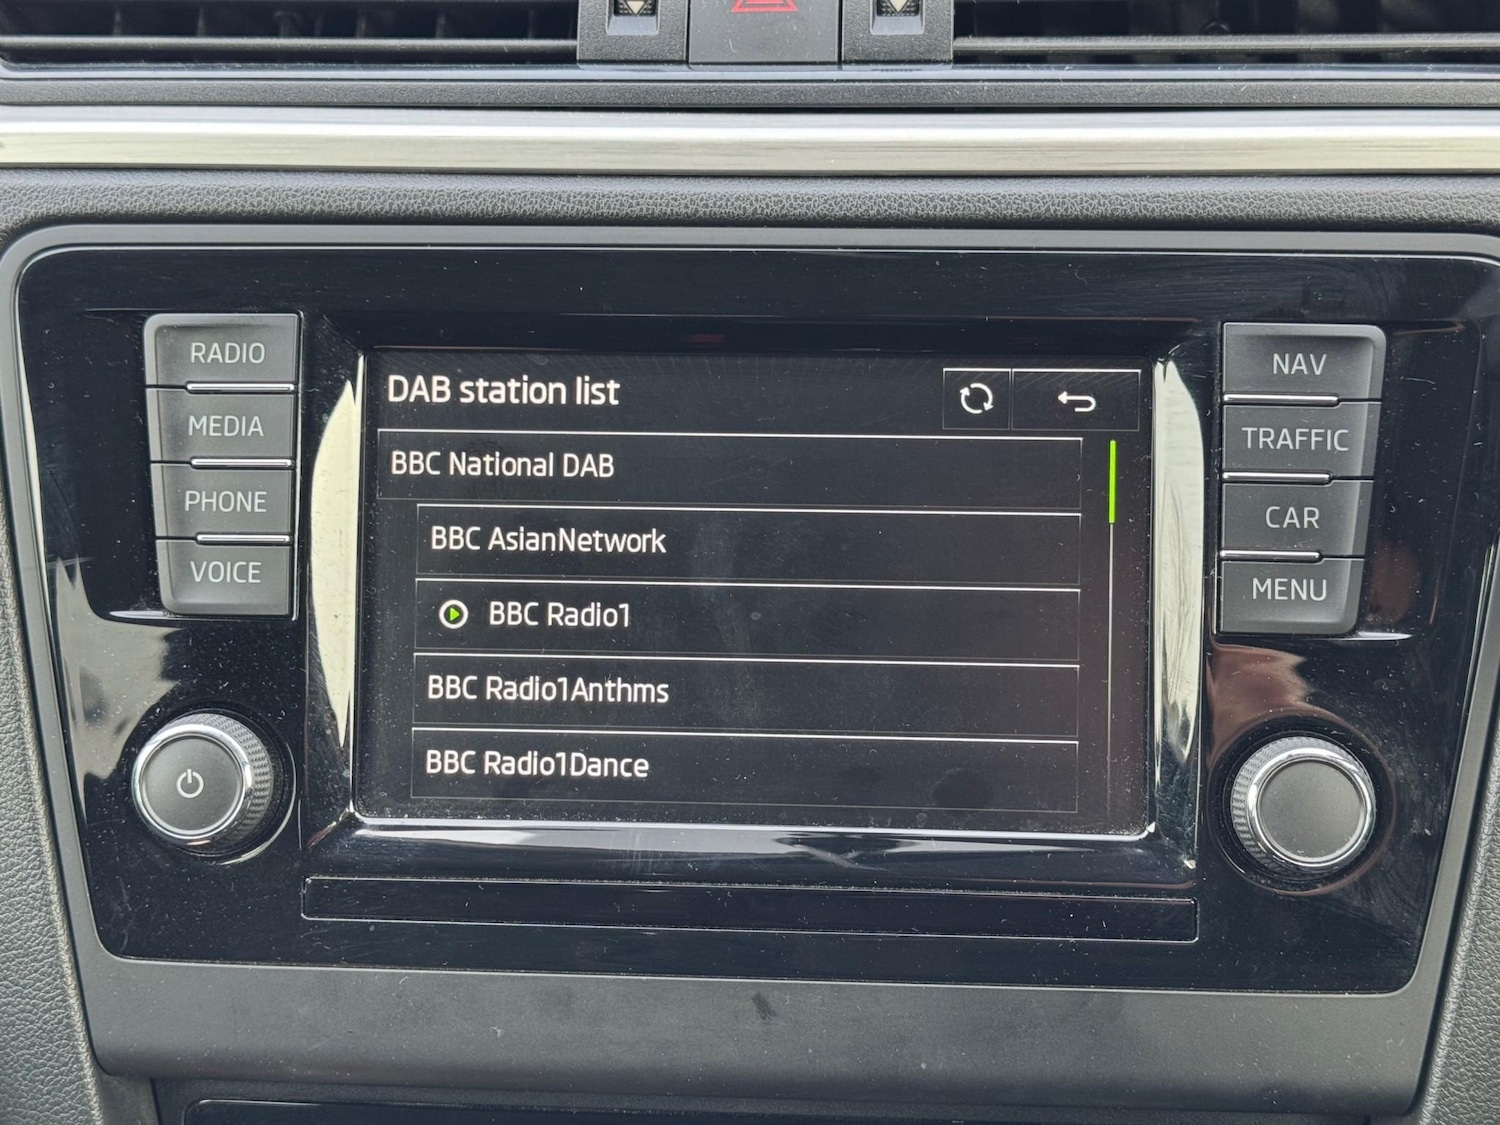 RADIO
MEDIA
PHONE
VOICE
DAB station list
BBC National DAB
BBC AsianNetwork
BBC Radio1
BBC Radio1Anthms
BBC Radio1Dance
NAV
TRAFFIC
CAR
MENU